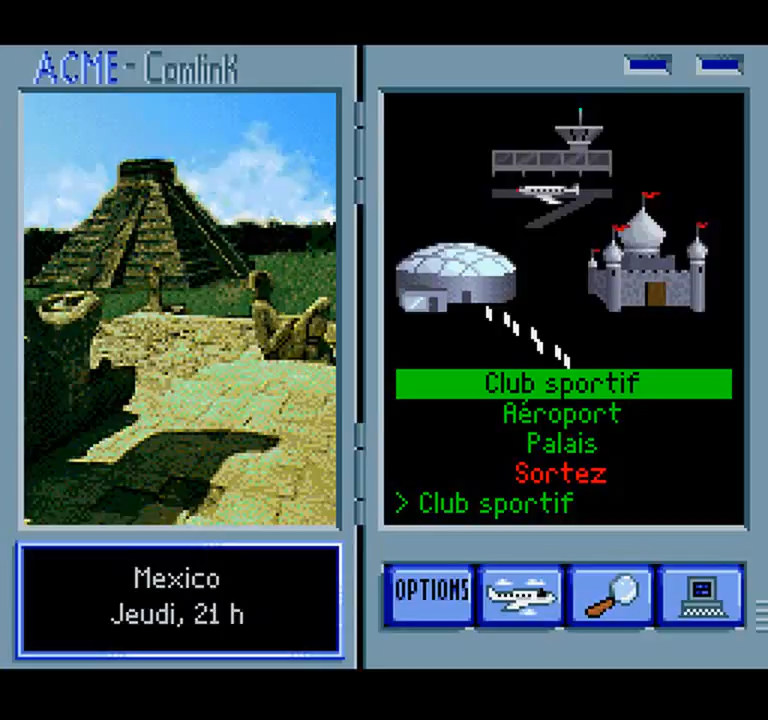 ACME - Comlink
Club sportif
Aéroport
Palais
Sortez
> Club sportif
Mexico
Jeudi, 21 h
OPTIONS